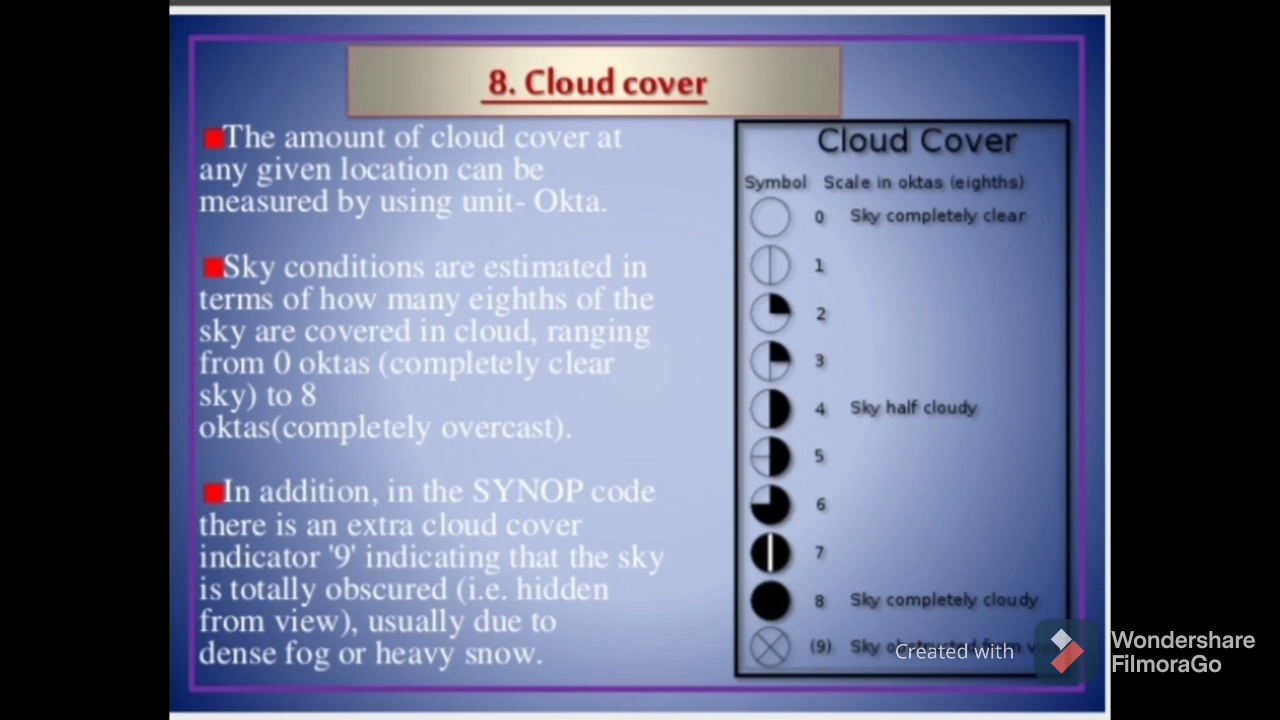 8. Cloud cover
The amount of cloud cover at
any given location can be
measured by using unit- Okta.
Sky conditions are estimated in
terms of how many eighths of the
sky are covered in cloud, ranging
from 0 oktas (completely clear
sky) to 8
oktas(completely overcast).
In addition, in the SYNOP code
there is an extra cloud cover
indicator '9' indicating that the sky
is totally obscured (i.e. hidden
from view), usually due to
dense fog or heavy snow.
Cloud Cover
Symbol Scale in oktas (eighths)
0 Sky completely clear
1
2
3
4 Sky half cloudy
5
6
7
8 Sky completely cloudy
(9) Sky
Created with
Wondershare
FilmoraGo